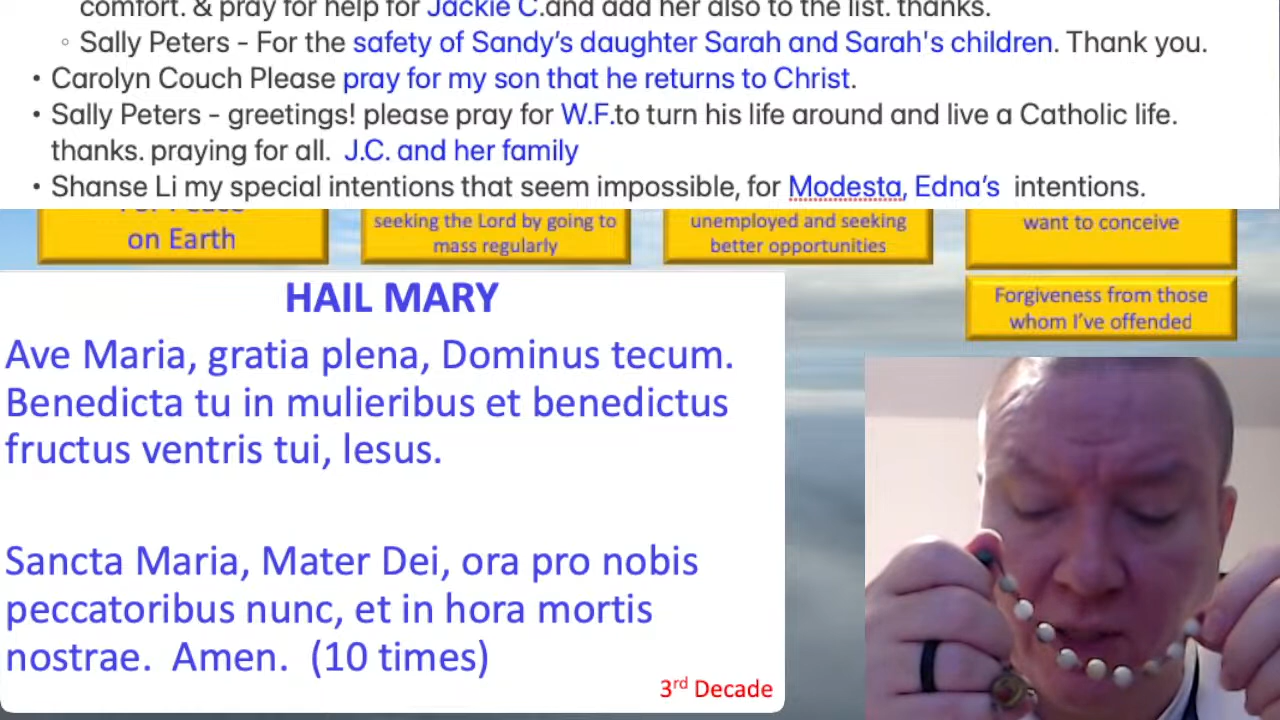 comfort. & pray for help for Jackie C.and add her also to the list. thanks.
◦ Sally Peters - For the safety of Sandy's daughter Sarah and Sarah's children. Thank you.
• Carolyn Couch Please pray for my son that he returns to Christ.
• Sally Peters - greetings! please pray for W.F.to turn his life around and live a Catholic life.
thanks. praying for all. J.C. and her family
• Shanse Li my special intentions that seem impossible, for Modesta, Edna's intentions.
For Peace
on Earth
seeking the Lord by going to
mass regularly
unemployed and seeking
better opportunities
want to conceive
Forgiveness from those
whom I've offended
HAIL MARY
Ave Maria, gratia plena, Dominus tecum.
Benedicta tu in mulieribus et benedictus
fructus ventris tui, Iesus.
Sancta Maria, Mater Dei, ora pro nobis
peccatoribus nunc, et in hora mortis
nostrae. Amen. (10 times)
3rd Decade